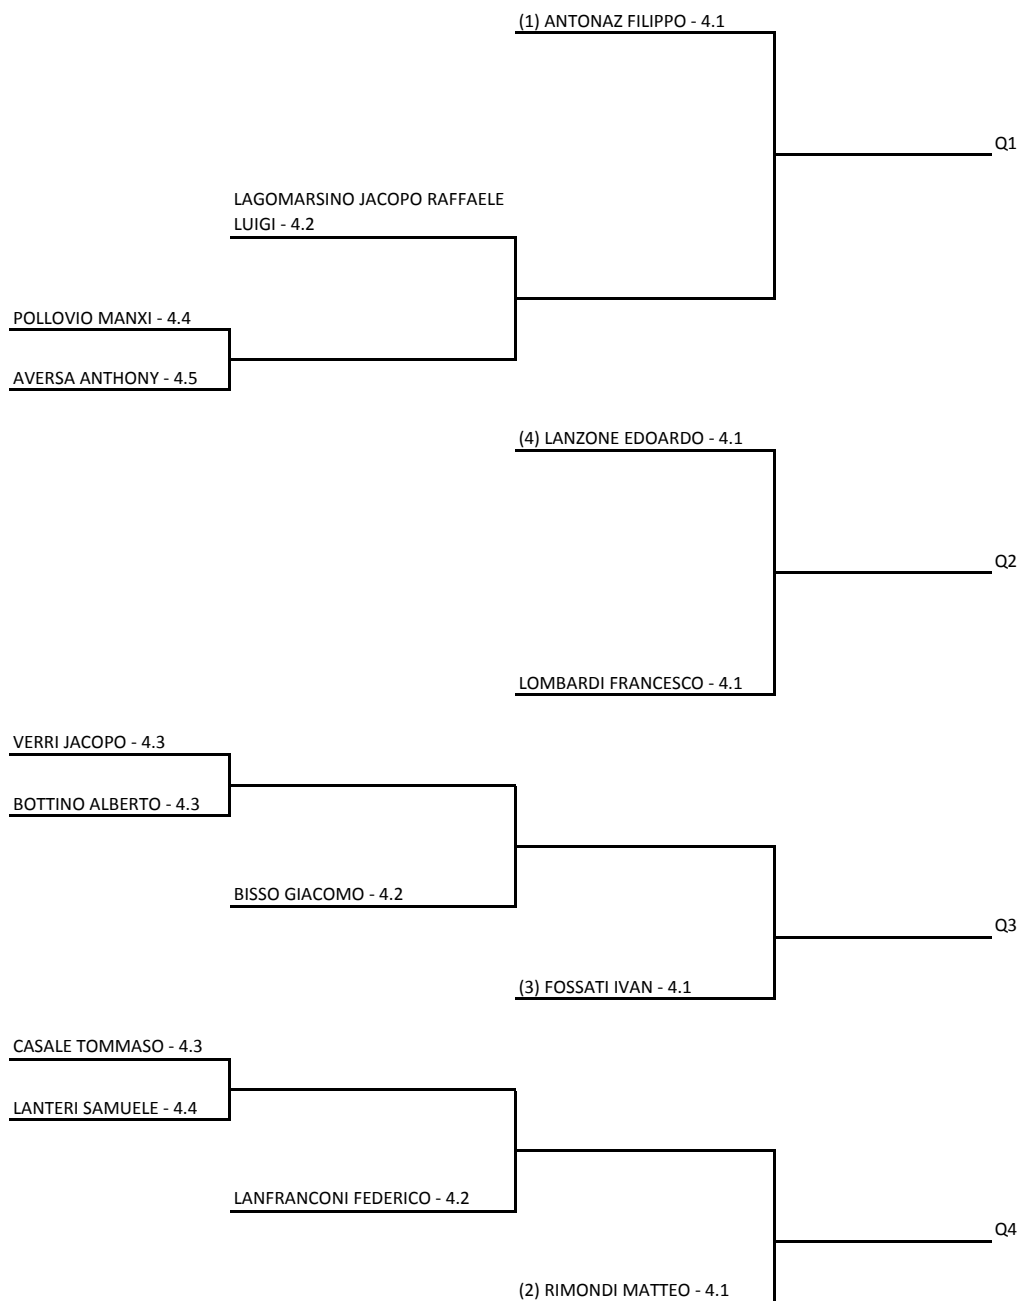 (1) ANTONAZ FILIPPO - 4.1
Q1
LAGOMARSINO JACOPO RAFFAELE
LUIGI - 4.2
POLLOVIO MANXI - 4.4
AVERSA ANTHONY - 4.5
(4) LANZONE EDOARDO - 4.1
Q2
LOMBARDI FRANCESCO - 4.1
VERRI JACOPO - 4.3
BOTTINO ALBERTO - 4.3
BISSO GIACOMO - 4.2
Q3
(3) FOSSATI IVAN - 4.1
CASALE TOMMASO - 4.3
LANTERI SAMUELE - 4.4
LANFRANCONI FEDERICO - 4.2
Q4
(2) RIMONDI MATTEO - 4.1